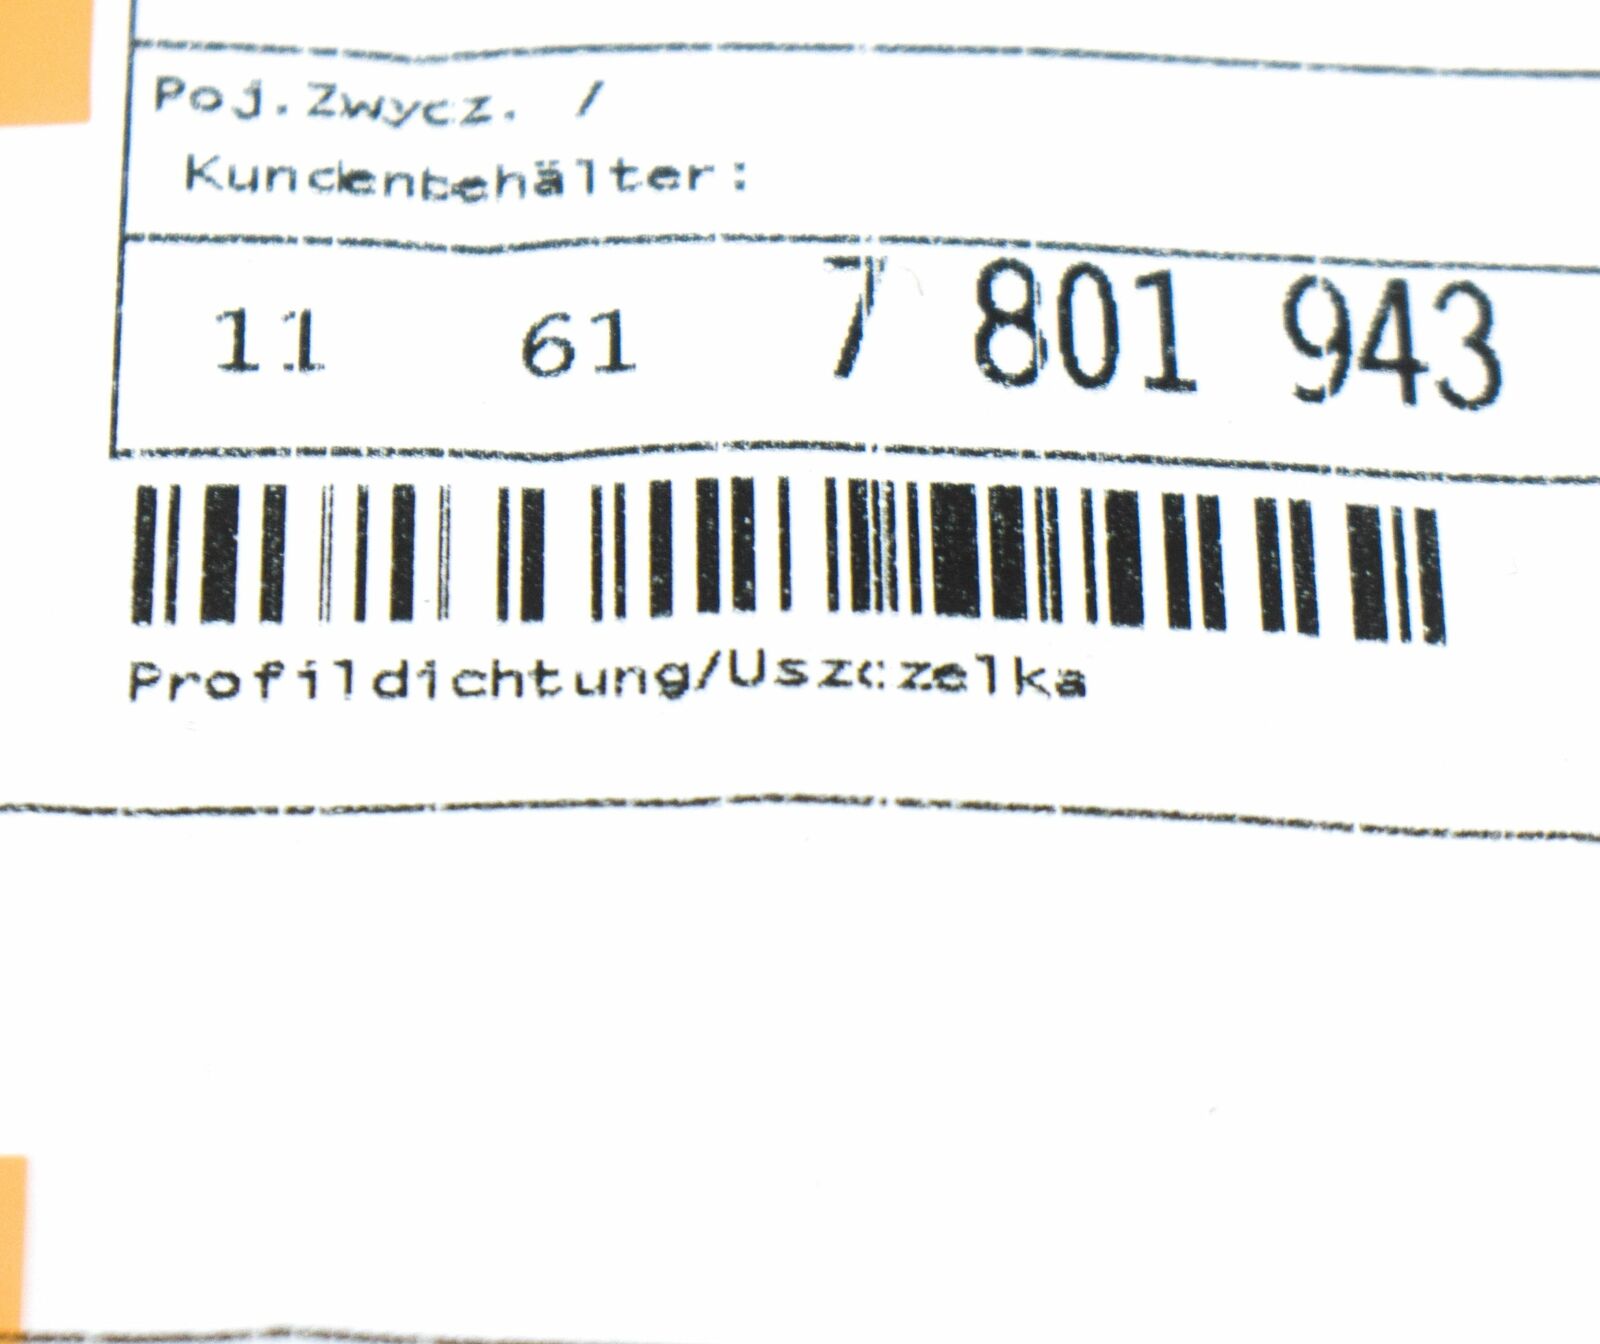 Poj.Zwycz. /
Kundenbehälter:
11 61 7 801 943
Profildichtung/Uszczelka